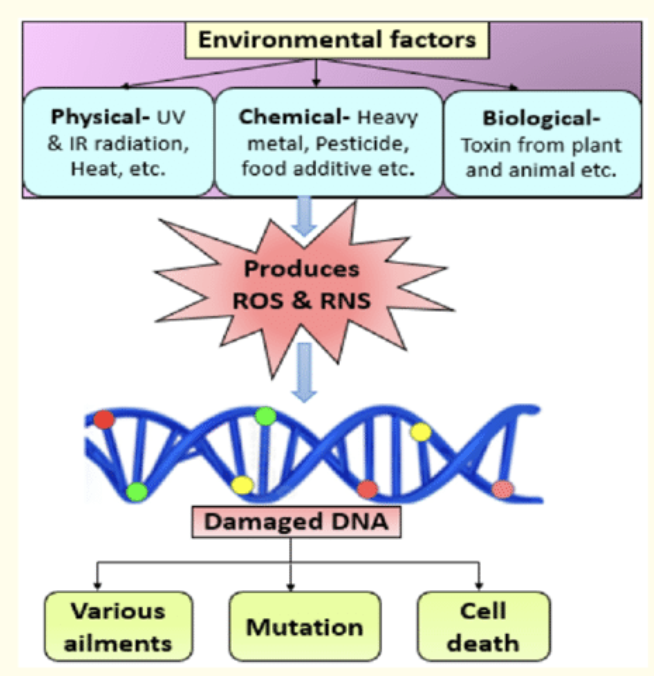 Environmental factors
Physical- UV
& IR radiation,
Heat, etc.
Chemical- Heavy
metal, Pesticide,
food additive etc.
Biological-
Toxin from plant
and animal etc.
Produces
ROS & RNS
Damaged DNA
Various
ailments
Mutation
Cell
death